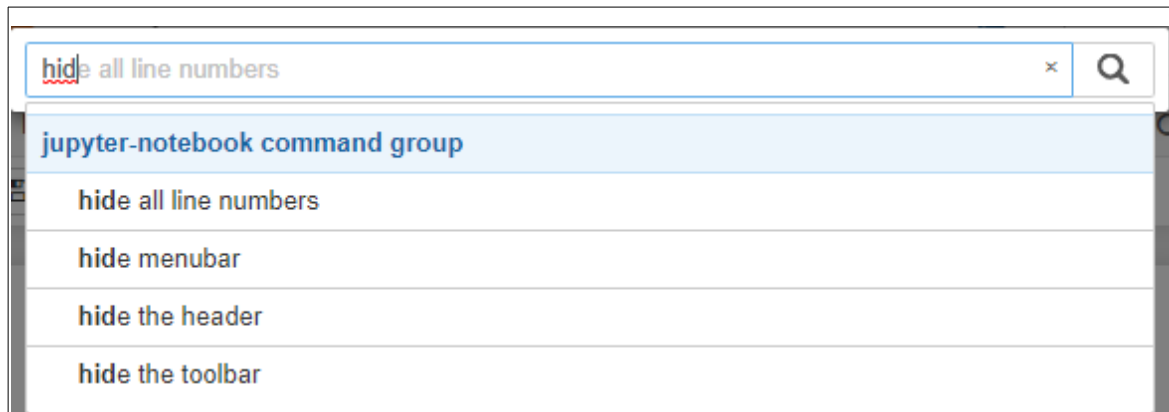 hide all line numbers ×
jupyter-notebook command group
hide all line numbers
hide menubar
hide the header
hide the toolbar